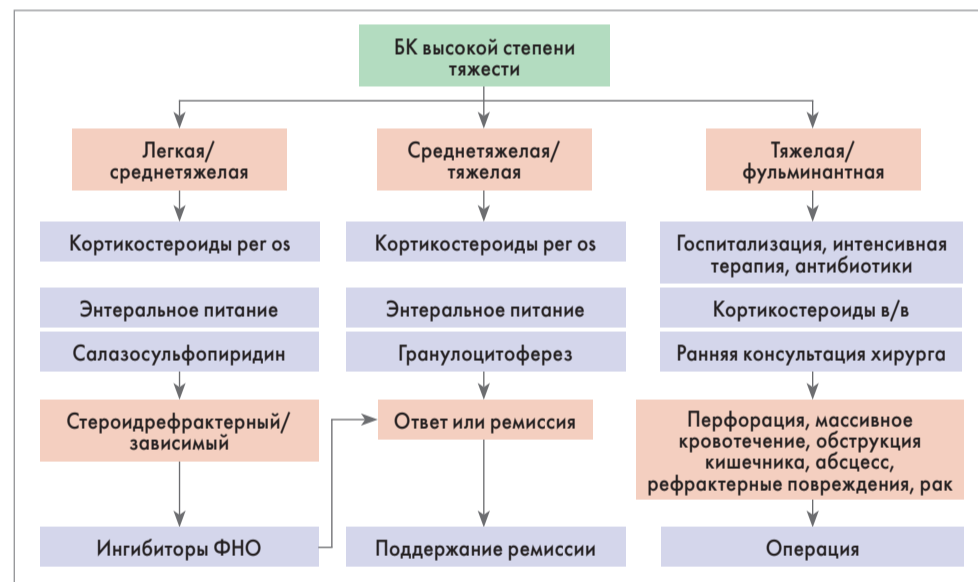 БК высокой степени
тяжести
Легкая/
среднетяжелая
Среднетяжелая/
тяжелая
Тяжелая/
фульминантная
Кортикостероиды per os
Кортикостероиды per os
Госпитализация, интенсивная
терапия, антибиотики
Энтеральное питание
Энтеральное питание
Кортикостероиды в/в
Салазосульфопиридин
Гранулоцитоферез
Ранняя консультация хирурга
Стероидрефрактерный/
зависимый
Ответ или ремиссия
Перфорация, массивное
кровотечение, обструкция
кишечника, абсцесс,
рефрактерные повреждения, рак
Ингибиторы ФНО
Поддержание ремиссии
Операция